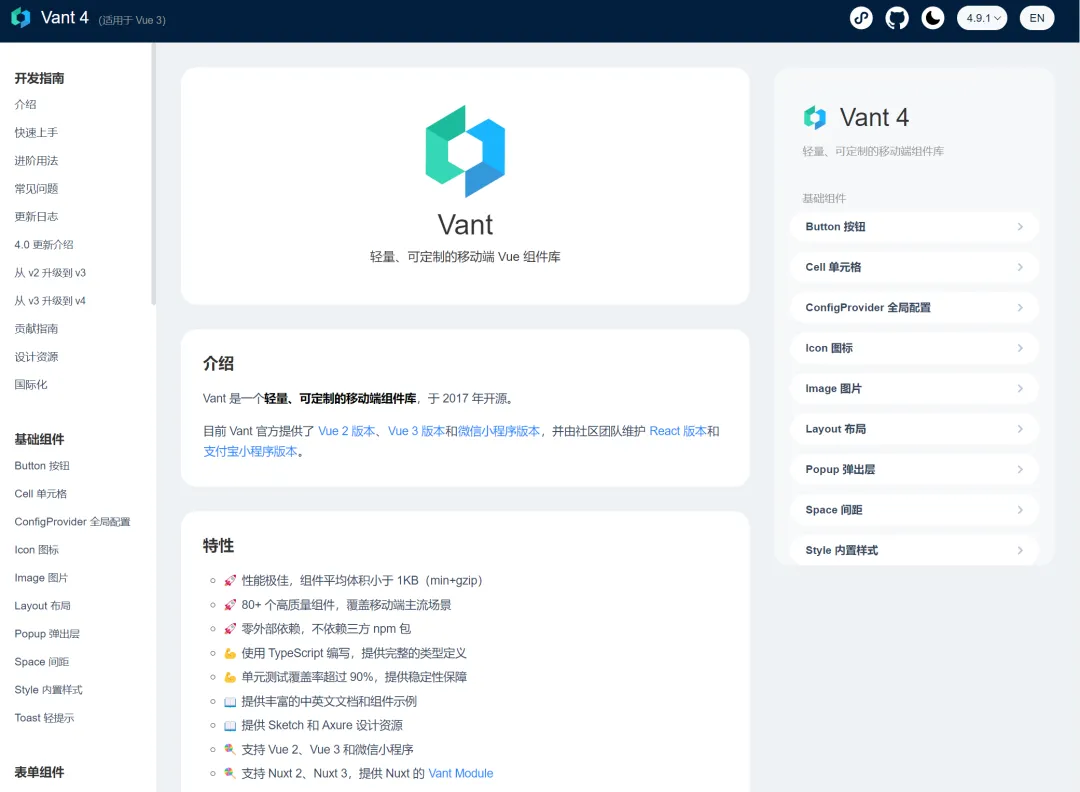 Vant 4 (适用于 Vue 3)
4.9.1
EN
开发指南
介绍
快速上手
进阶用法
常见问题
更新日志
4.0 更新介绍
从 v2 升级到 v3
从 v3 升级到 v4
贡献指南
设计资源
国际化
基础组件
Button 按钮
Cell 单元格
ConfigProvider 全局配置
Icon 图标
Image 图片
Layout 布局
Popup 弹出层
Space 间距
Style 内置样式
Toast 轻提示
表单组件
Vant
轻量、可定制的移动端 Vue 组件库
介绍
Vant 是一个轻量、可定制的移动端组件库，于 2017 年开源。
目前 Vant 官方提供了 Vue 2 版本、Vue 3 版本和微信小程序版本，并由社区团队维护 React 版本和
支付宝小程序版本。
特性
🚀 性能极佳，组件平均体积小于 1KB（min+gzip）
🚀 80+ 个高质量组件，覆盖移动端主流场景
🚀 零外部依赖，不依赖三方 npm 包
💪 使用 TypeScript 编写，提供完整的类型定义
💪 单元测试覆盖率超过 90%，提供稳定性保障
📖 提供丰富的中英文文档和组件示例
📖 提供 Sketch 和 Axure 设计资源
🍭 支持 Vue 2、Vue 3 和微信小程序
🍭 支持 Nuxt 2、Nuxt 3，提供 Nuxt 的 Vant Module
Vant 4
轻量、可定制的移动端组件库
基础组件
Button 按钮
Cell 单元格
ConfigProvider 全局配置
Icon 图标
Image 图片
Layout 布局
Popup 弹出层
Space 间距
Style 内置样式